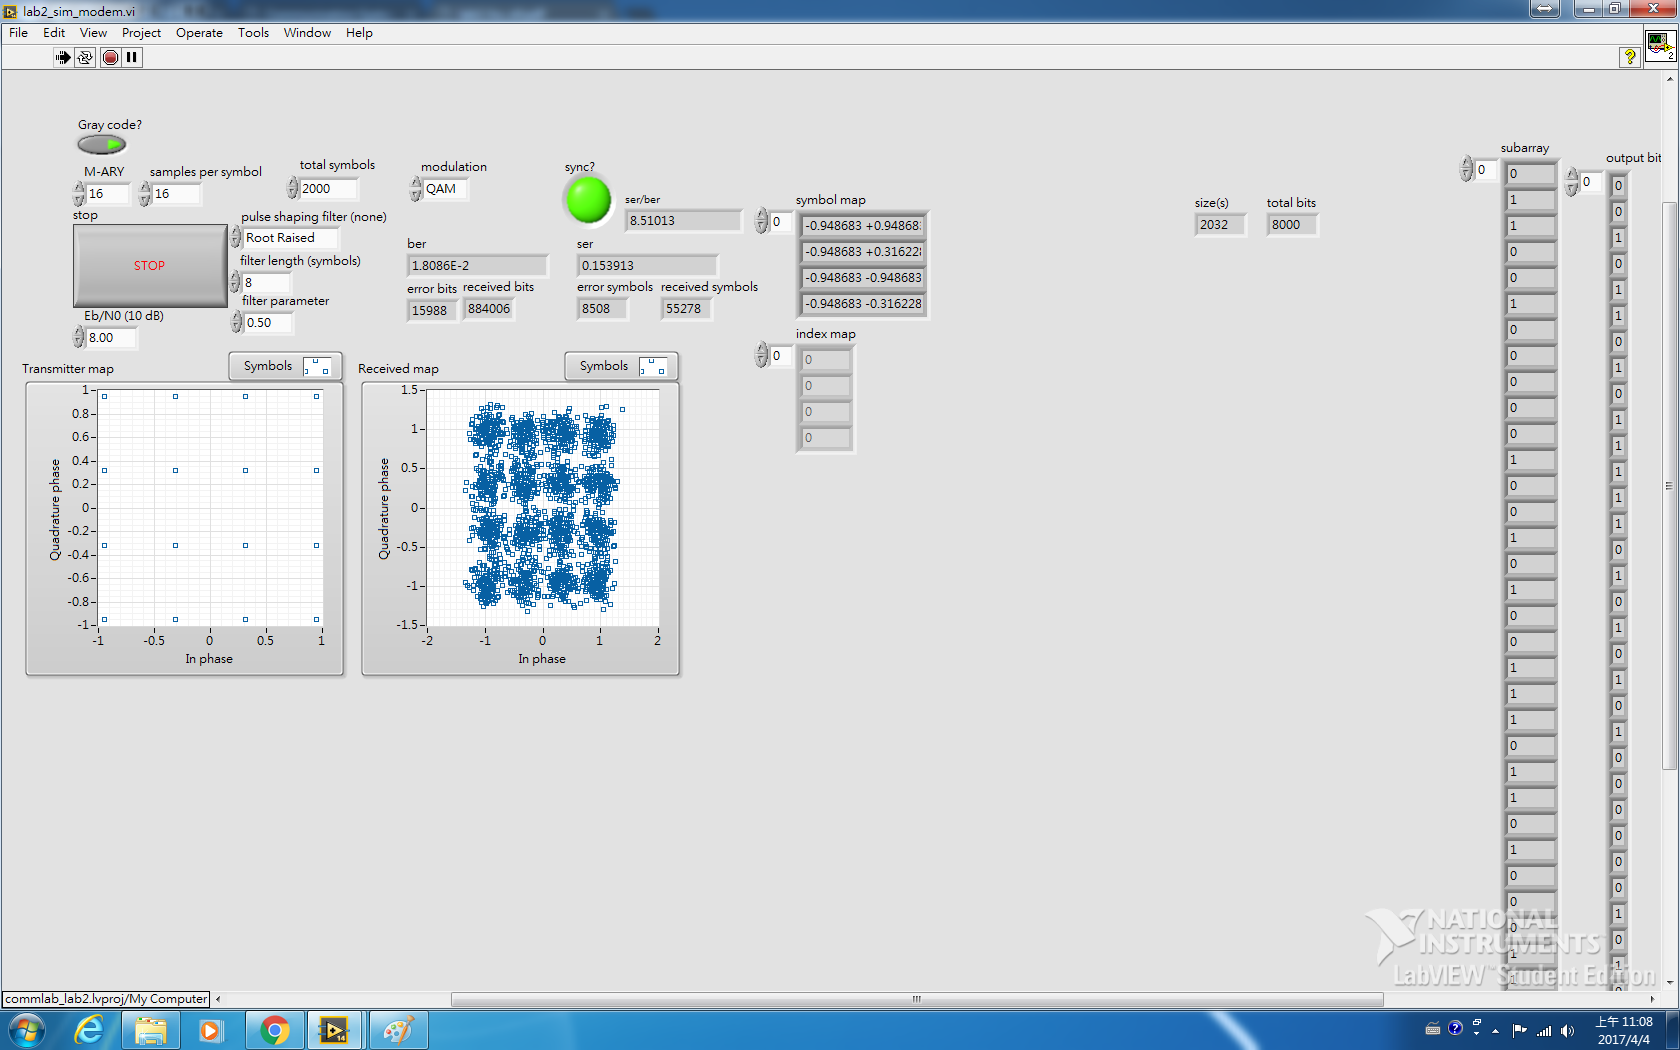 lab2_sim_modem.vi
File Edit View Project Operate Tools Window Help
2
Gray code?
M-ARY
16
samples per symbol
16
total symbols
2000
modulation
QAM
sync?
ser/ber
8.51013
stop
STOP
pulse shaping filter (none)
Root Raised
filter length (symbols)
8
filter parameter
0.50
Eb/N0 (10 dB)
8.00
ber
1.8086E-2
error bits
15988
received bits
884006
ser
0.153913
error symbols
8508
received symbols
55278
symbol map
0
-0.948683 +0.948683
-0.948683 +0.316228
-0.948683 -0.948683
-0.948683 -0.316228
index map
0
0
0
0
0
size(s)
2032
total bits
8000
Transmitter map
Symbols
Quadrature phase
1
0.8
0.6
0.4
0.2
0
-0.2
-0.4
-0.6
-0.8
-1
-1 -0.5 0 0.5 1
In phase
Received map
Symbols
Quadrature phase
1.5
1
0.5
0
-0.5
-1
-1.5
-2 -1 0 1 2
In phase
subarray
0
0
1
1
0
0
1
0
0
0
0
0
1
0
0
1
0
1
0
0
1
1
1
0
1
1
0
1
0
0
0
1
1
output bit
0
0
0
1
0
1
1
0
1
0
1
1
1
1
1
0
1
0
1
0
1
0
1
0
0
0
0
0
0
1
0
1
NATIONAL
INSTRUMENTS
LabVIEW™ Student Edition
commlab_lab2.lvproj/My Computer
14
上午 11:08
2017/4/4